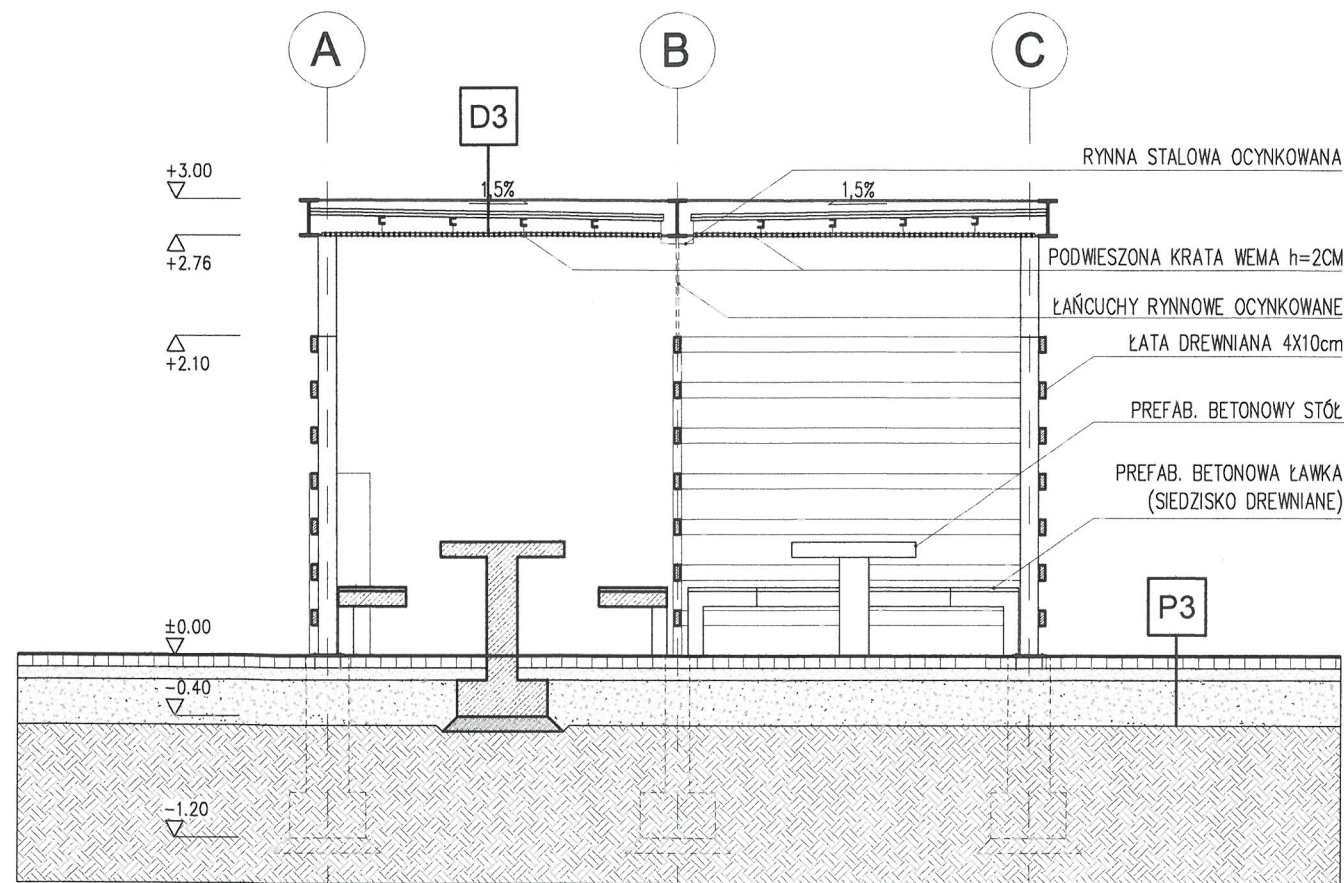 A
B
C
D3
RYNNA STALOWA OCYNKOWANA
+3.00
1,5%
1,5%
PODWIESZONA KRATA WEMA h=2CM
+2.76
ŁAŃCUCHY RYNNOWE OCYNKOWANE
ŁATA DREWNIANA 4X10cm
+2.10
PREFAB. BETONOWY STÓŁ
PREFAB. BETONOWA ŁAWKA
(SIEDZISKO DREWNIANE)
P3
±0.00
-0.40
-1.20